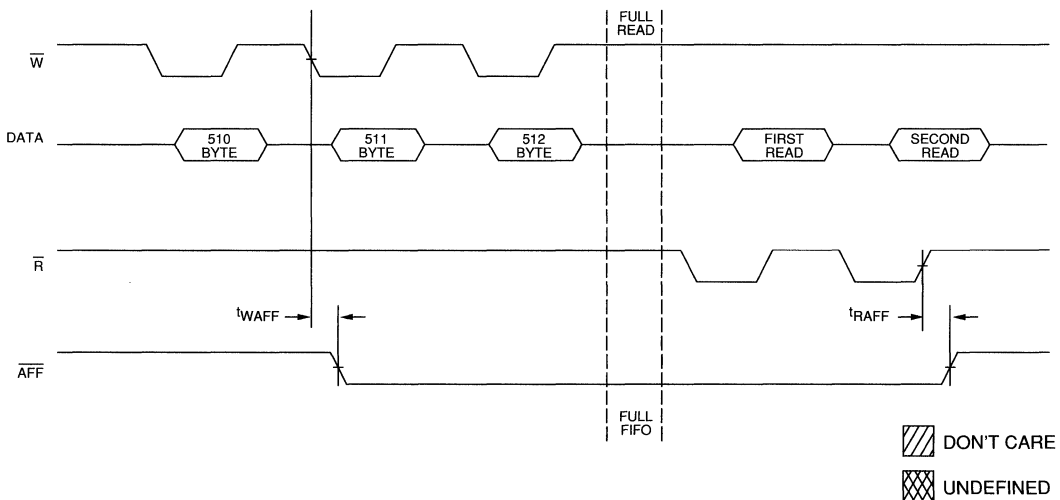 FULL
READ
W̅
DATA
510
BYTE
511
BYTE
512
BYTE
FIRST
READ
SECOND
READ
R̅
tWAFF
tRAFF
A̅F̅F̅
FULL
FIFO
DON'T CARE
UNDEFINED